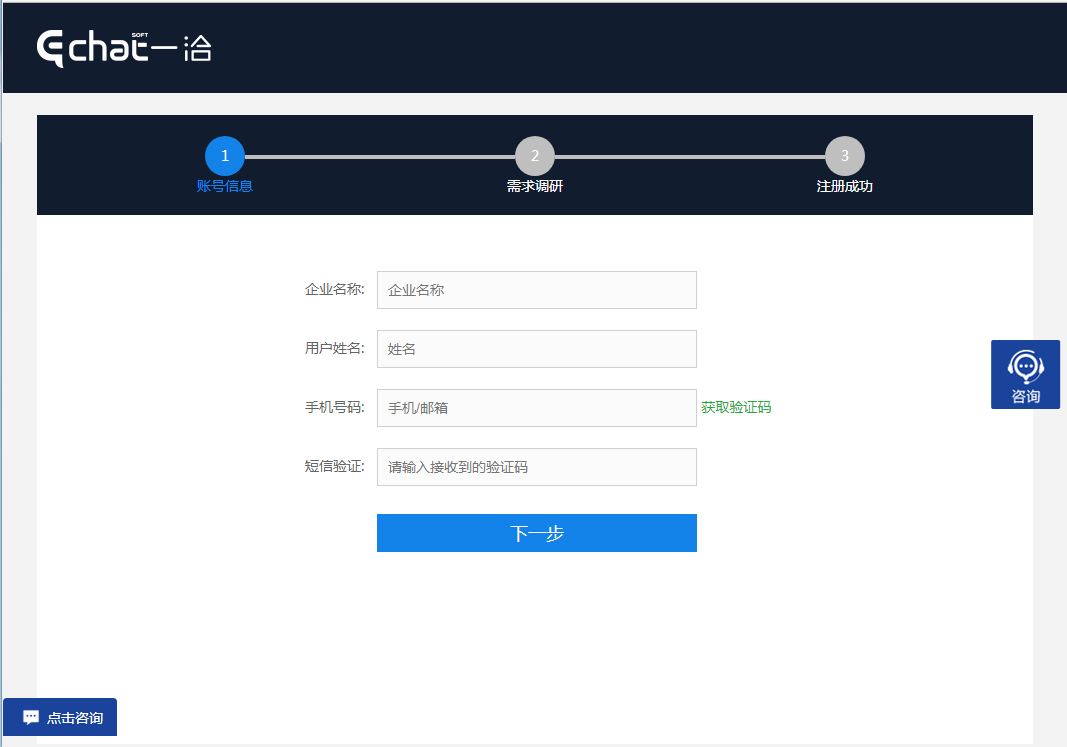 Echat一洽
SOFT
1
2
3
账号信息
需求调研
注册成功
企业名称: 企业名称
用户姓名: 姓名
手机号码: 手机/邮箱 获取验证码
短信验证: 请输入接收到的验证码
下一步
咨询
点击咨询